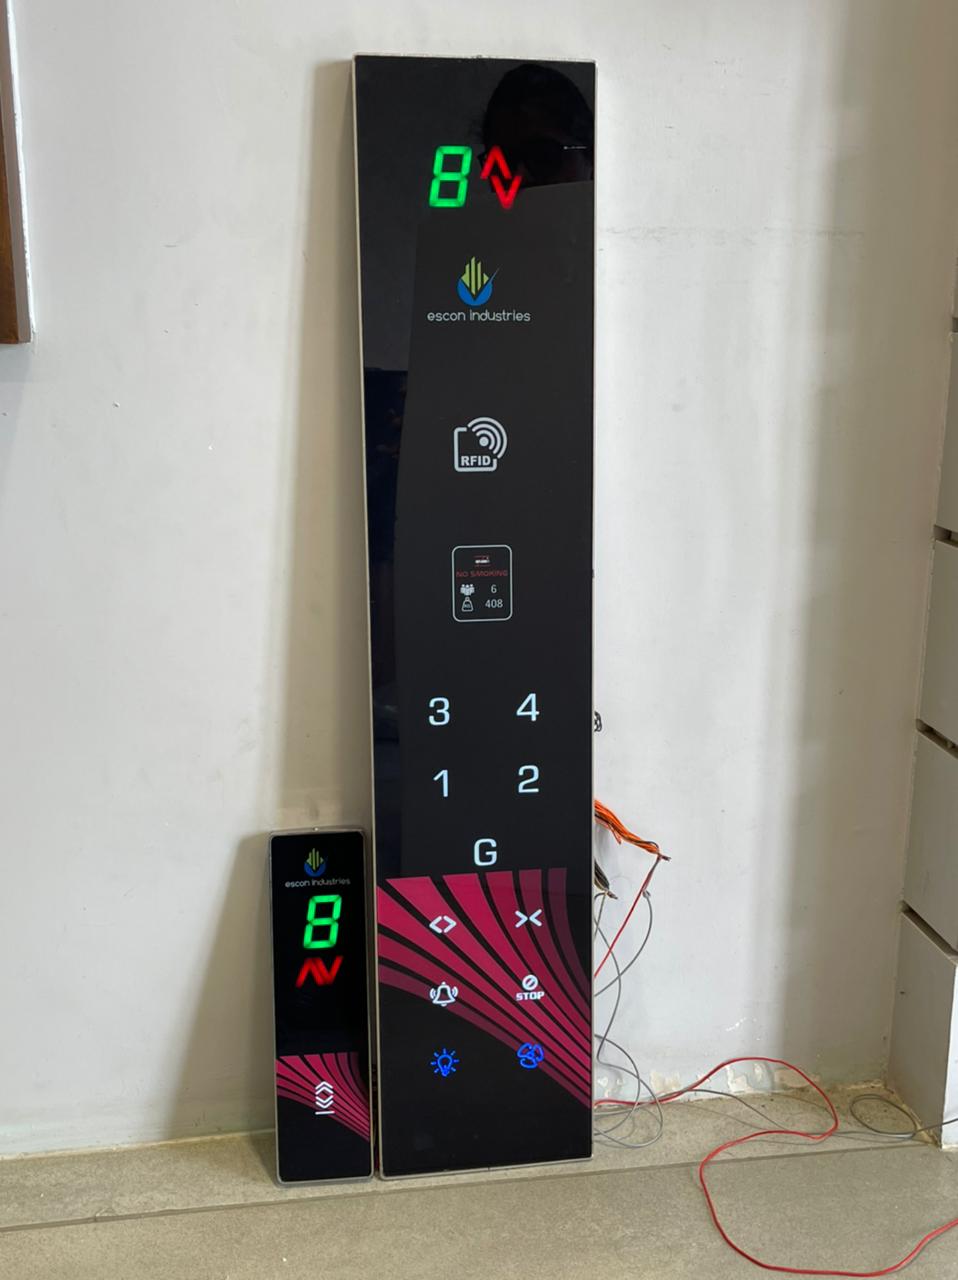 8
escon industries
RFID
NO SMOKING
6
408
3 4
1 2
G
STOP
escon industries
8